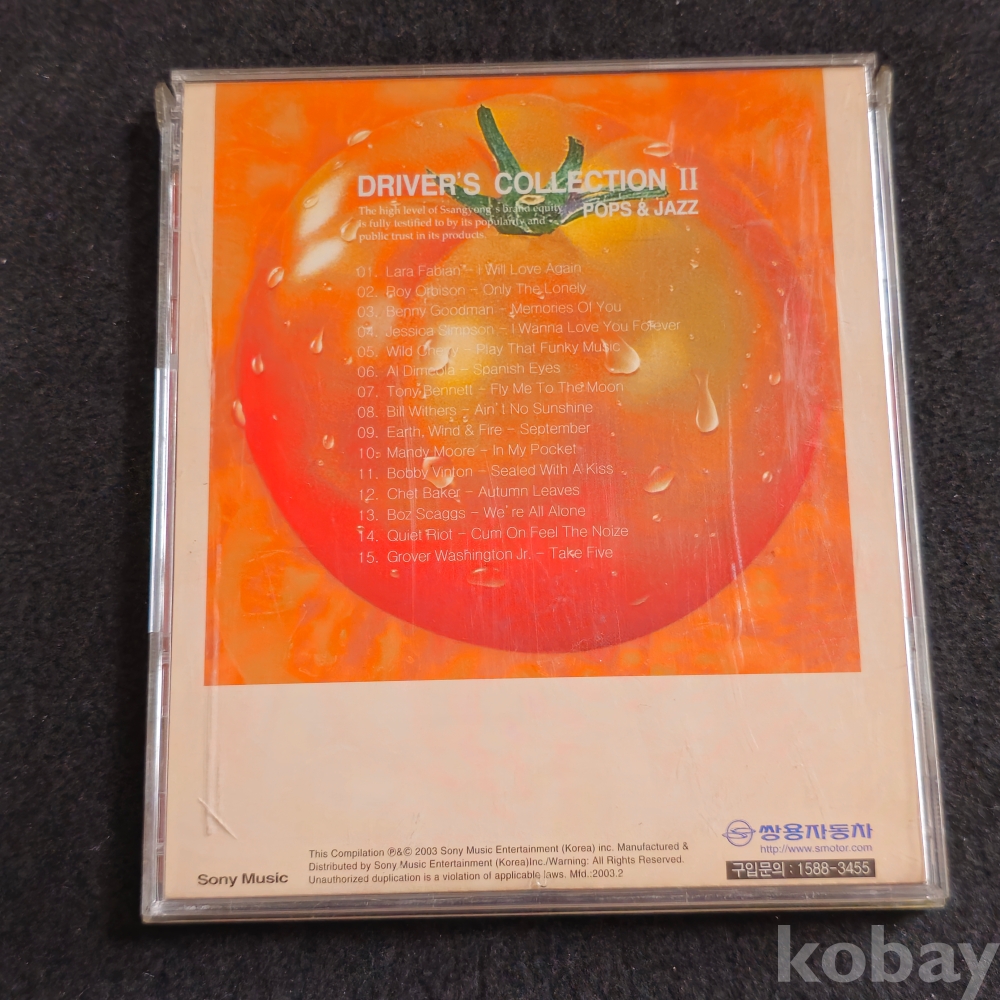 DRIVER'S COLLECTION II
POPS & JAZZ
The high level of Ssangyong's brand equity
is fully testified to by its popularity and
public trust in its products.
01. Lara Fabian - I Will Love Again
02. Roy Orbison - Only The Lonely
03. Benny Goodman - Memories Of You
04. Jessica Simpson - I Wanna Love You Forever
05. Wild Cherry - Play That Funky Music
06. Al Dimeola - Spanish Eyes
07. Tony Bennett - Fly Me To The Moon
08. Bill Withers - Ain't No Sunshine
09. Earth, Wind & Fire - September
10. Mandy Moore - In My Pocket
11. Bobby Vinton - Sealed With A Kiss
12. Chet Baker - Autumn Leaves
13. Boz Scaggs - We're All Alone
14. Quiet Riot - Cum On Feel The Noize
15. Grover Washington Jr. - Take Five
쌍용자동차
http://www.smotor.com
구입문의 : 1588-3455
This Compilation ℗&© 2003 Sony Music Entertainment (Korea) inc. Manufactured &
Distributed by Sony Music Entertainment (Korea)Inc./Warning: All Rights Reserved.
Unauthorized duplication is a violation of applicable laws. Mfd.:2003.2
Sony Music
kobay